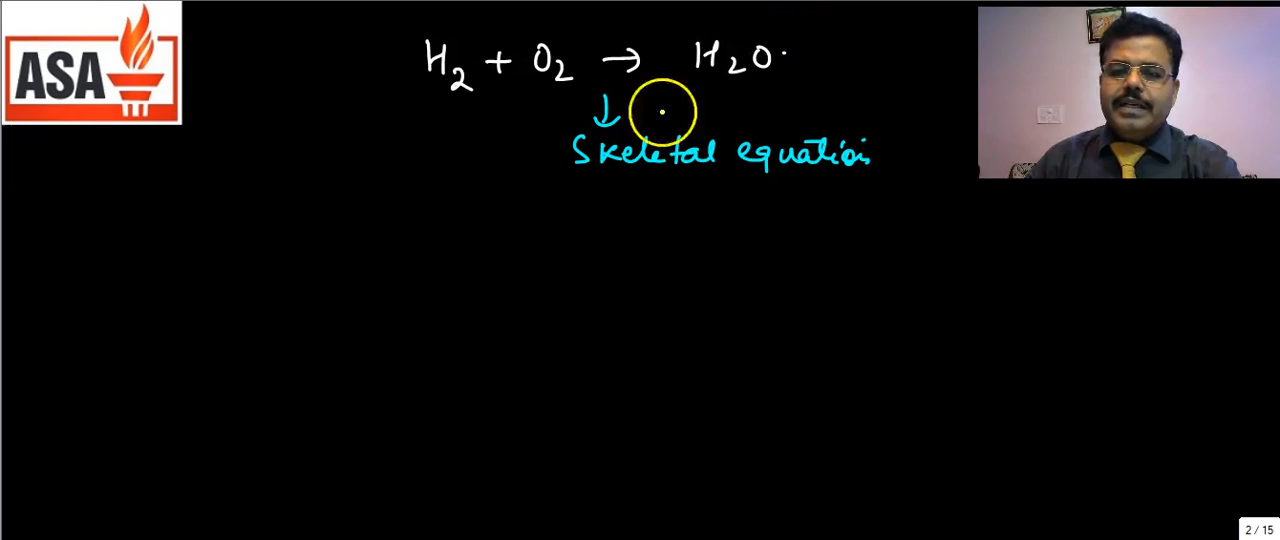 ASA
H₂ + O₂ → H₂O.
↓
Skeletal equation
2 / 15